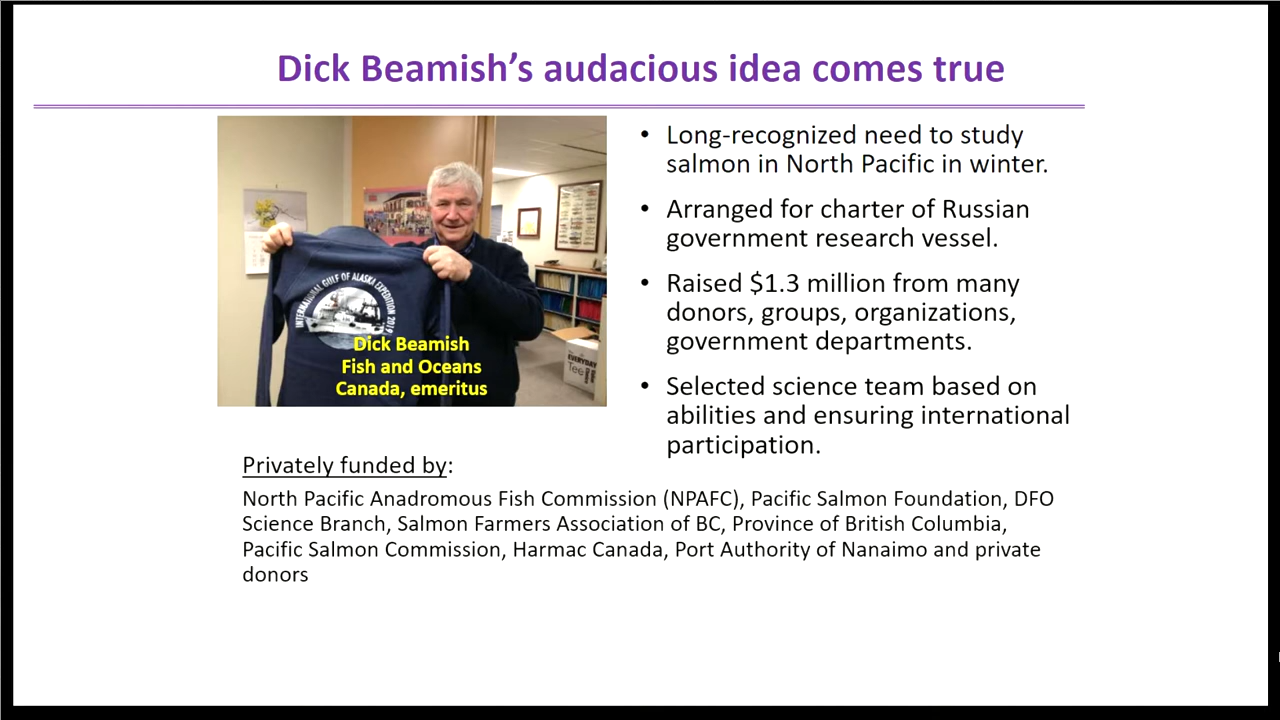 Dick Beamish’s audacious idea comes true
INTERNATIONAL GULF OF ALASKA EXPEDITION 2019
Dick Beamish
Fish and Oceans
Canada, emeritus
EVERYDAY
Tee
• Long-recognized need to study
salmon in North Pacific in winter.
• Arranged for charter of Russian
government research vessel.
• Raised $1.3 million from many
donors, groups, organizations,
government departments.
• Selected science team based on
abilities and ensuring international
participation.
Privately funded by:
North Pacific Anadromous Fish Commission (NPAFC), Pacific Salmon Foundation, DFO
Science Branch, Salmon Farmers Association of BC, Province of British Columbia,
Pacific Salmon Commission, Harmac Canada, Port Authority of Nanaimo and private
donors